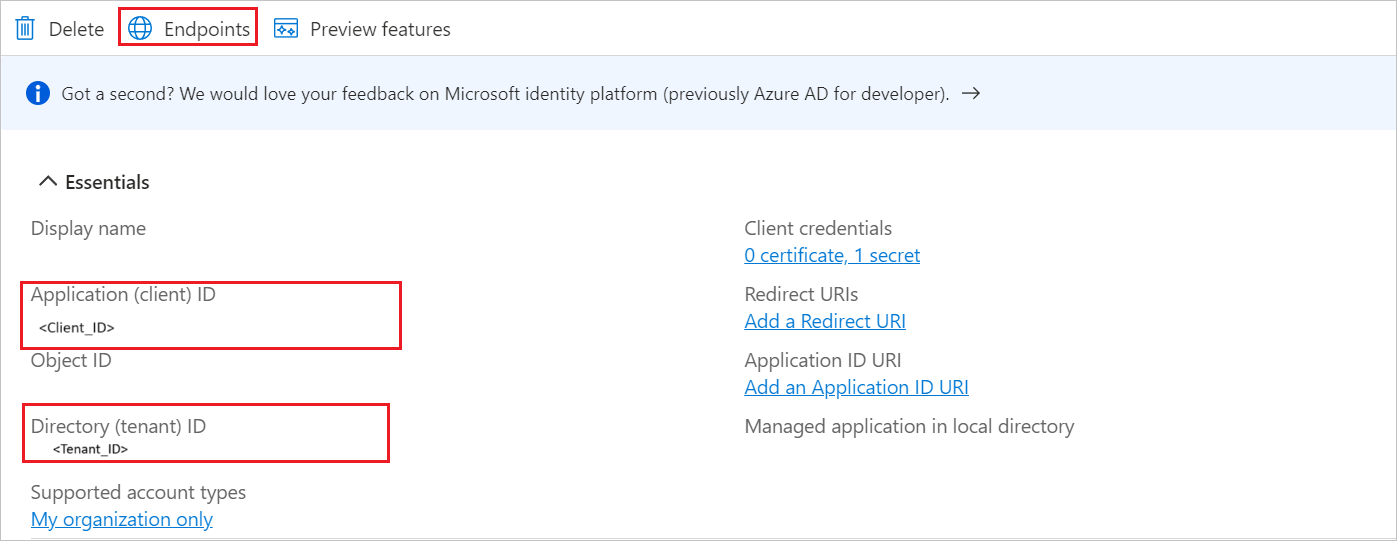 Delete Endpoints Preview features
Got a second? We would love your feedback on Microsoft identity platform (previously Azure AD for developer). →
Essentials
Display name
Application (client) ID
<Client_ID>
Object ID
Directory (tenant) ID
<Tenant_ID>
Supported account types
My organization only
Client credentials
0 certificate, 1 secret
Redirect URIs
Add a Redirect URI
Application ID URI
Add an Application ID URI
Managed application in local directory